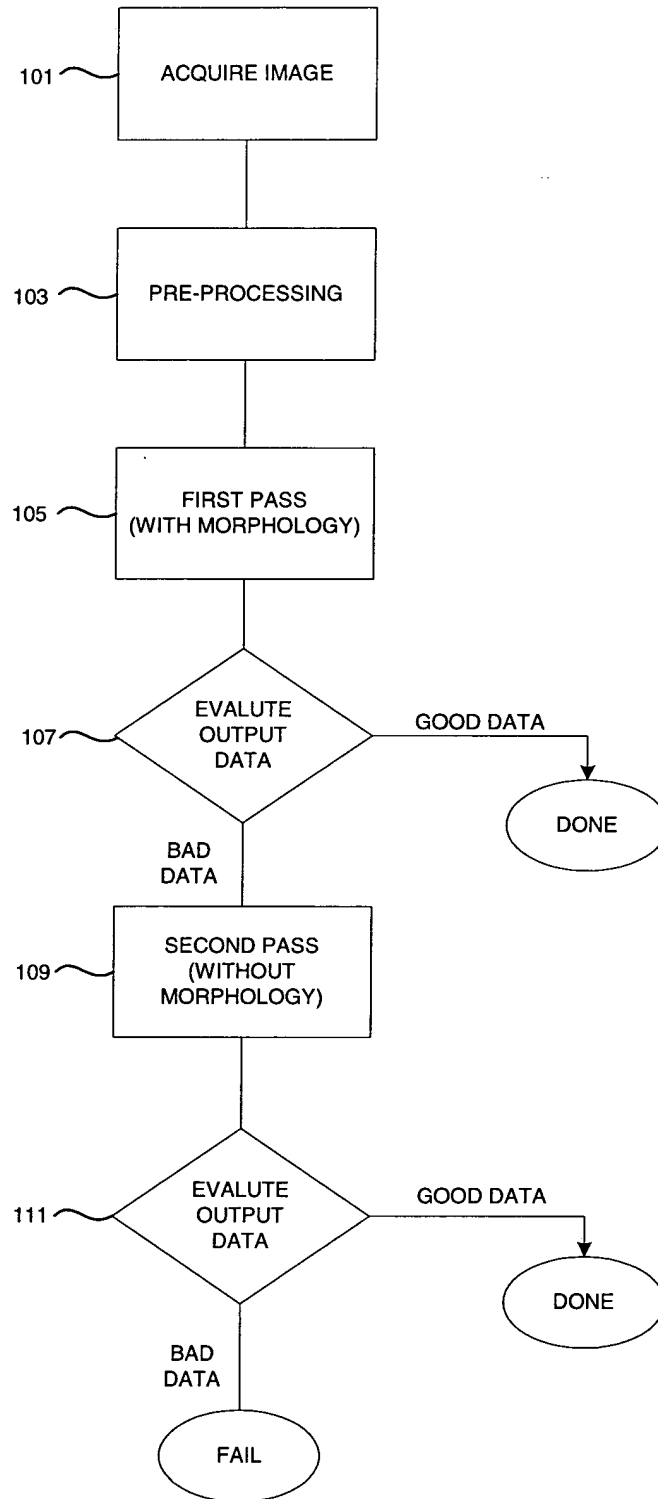 101
ACQUIRE IMAGE
103
PRE-PROCESSING
105
FIRST PASS
(WITH MORPHOLOGY)
107
EVALUTE
OUTPUT
DATA
GOOD DATA
DONE
BAD
DATA
109
SECOND PASS
(WITHOUT
MORPHOLOGY)
111
EVALUTE
OUTPUT
DATA
GOOD DATA
DONE
BAD
DATA
FAIL